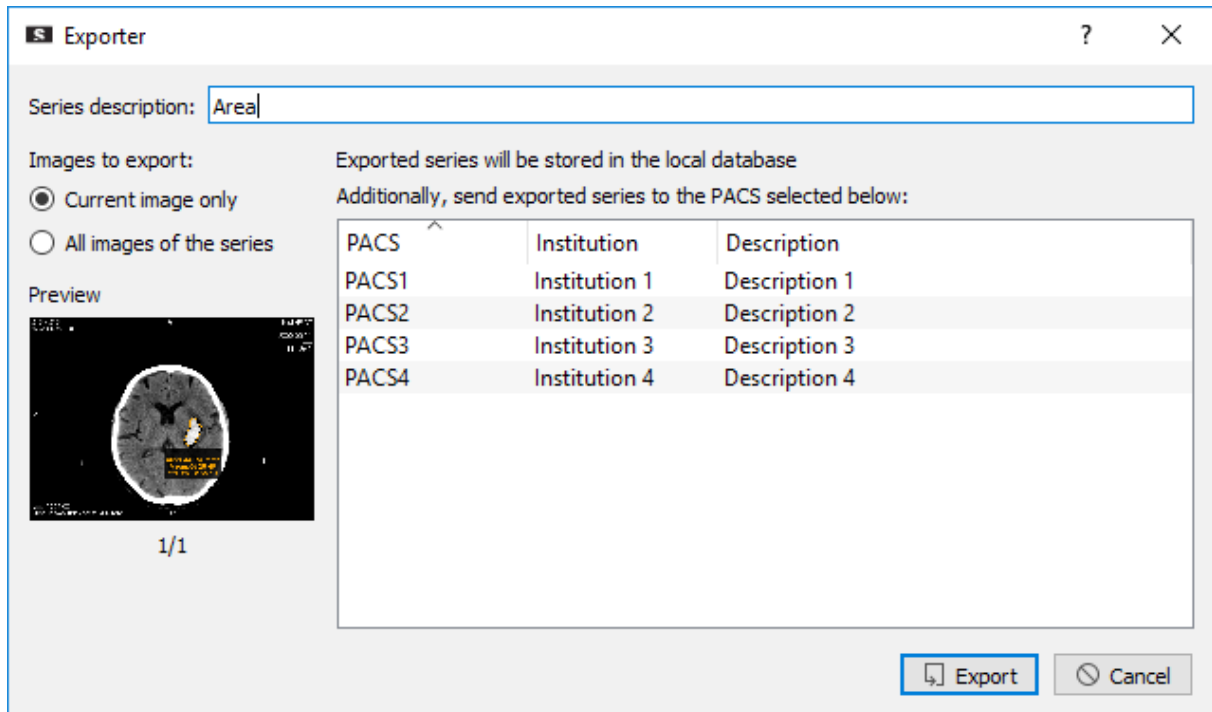 Exporter
Series description: Area
Images to export:
Current image only
All images of the series
Preview
1/1
Exported series will be stored in the local database
Additionally, send exported series to the PACS selected below:
PACS Institution Description
PACS1 Institution 1 Description 1
PACS2 Institution 2 Description 2
PACS3 Institution 3 Description 3
PACS4 Institution 4 Description 4
Export Cancel